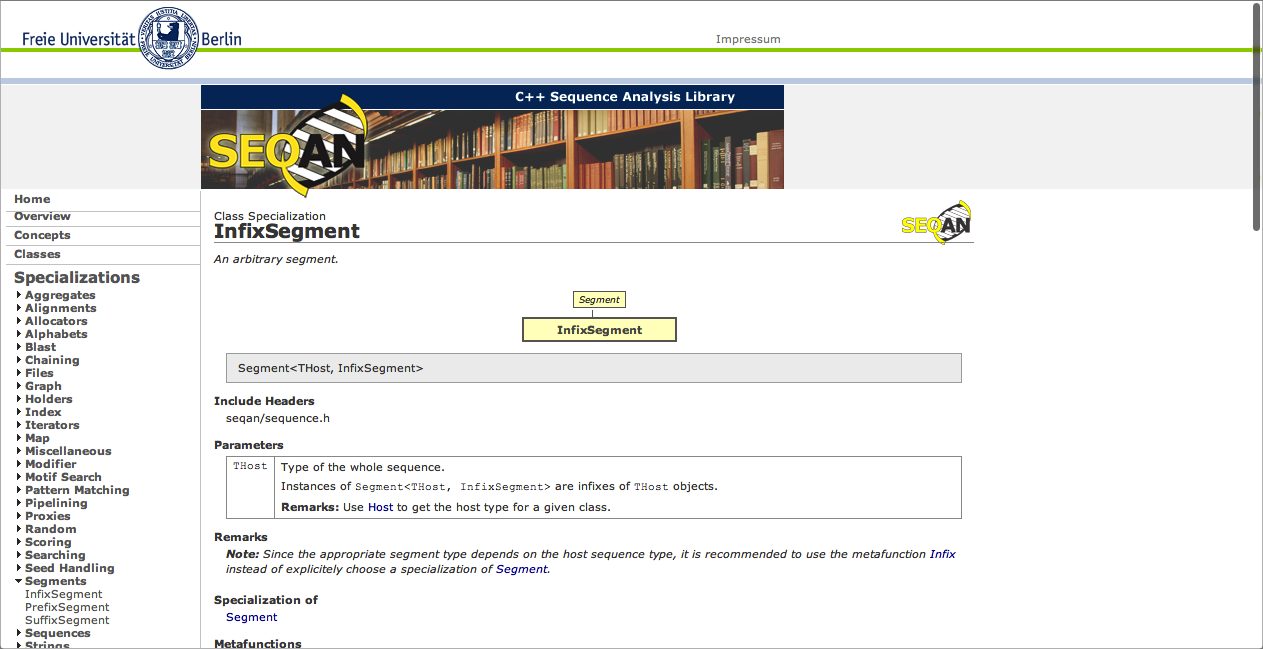 Freie Universität Berlin
Impressum
C++ Sequence Analysis Library
SEQAN
Home
Overview
Concepts
Classes
Specializations
Aggregates
Alignments
Allocators
Alphabets
Blast
Chaining
Files
Graph
Holders
Index
Iterators
Map
Miscellaneous
Modifier
Motif Search
Pattern Matching
Pipelining
Proxies
Random
Scoring
Searching
Seed Handling
Segments
InfixSegment
PrefixSegment
SuffixSegment
Sequences
Strings
Class Specialization
InfixSegment
SEQAN
An arbitrary segment.
Segment
InfixSegment
Segment<THost, InfixSegment>
Include Headers
seqan/sequence.h
Parameters
THost
Type of the whole sequence.
Instances of Segment<THost, InfixSegment> are infixes of THost objects.
Remarks: Use Host to get the host type for a given class.
Remarks
Note: Since the appropriate segment type depends on the host sequence type, it is recommended to use the metafunction Infix
instead of explicitely choose a specialization of Segment.
Specialization of
Segment
Metafunctions